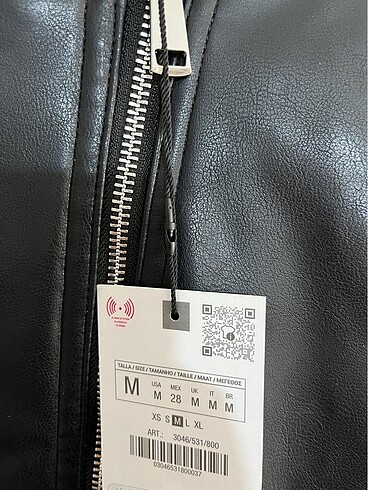 TALLA / SIZE / TAMANHO / TAILLE / MAAT / ΜΕΓΕΘΟΣ
M
USA MEX UK IT BR
M 28 M M M
XS S M L XL
ART.: 3046/531/800
03046531800037